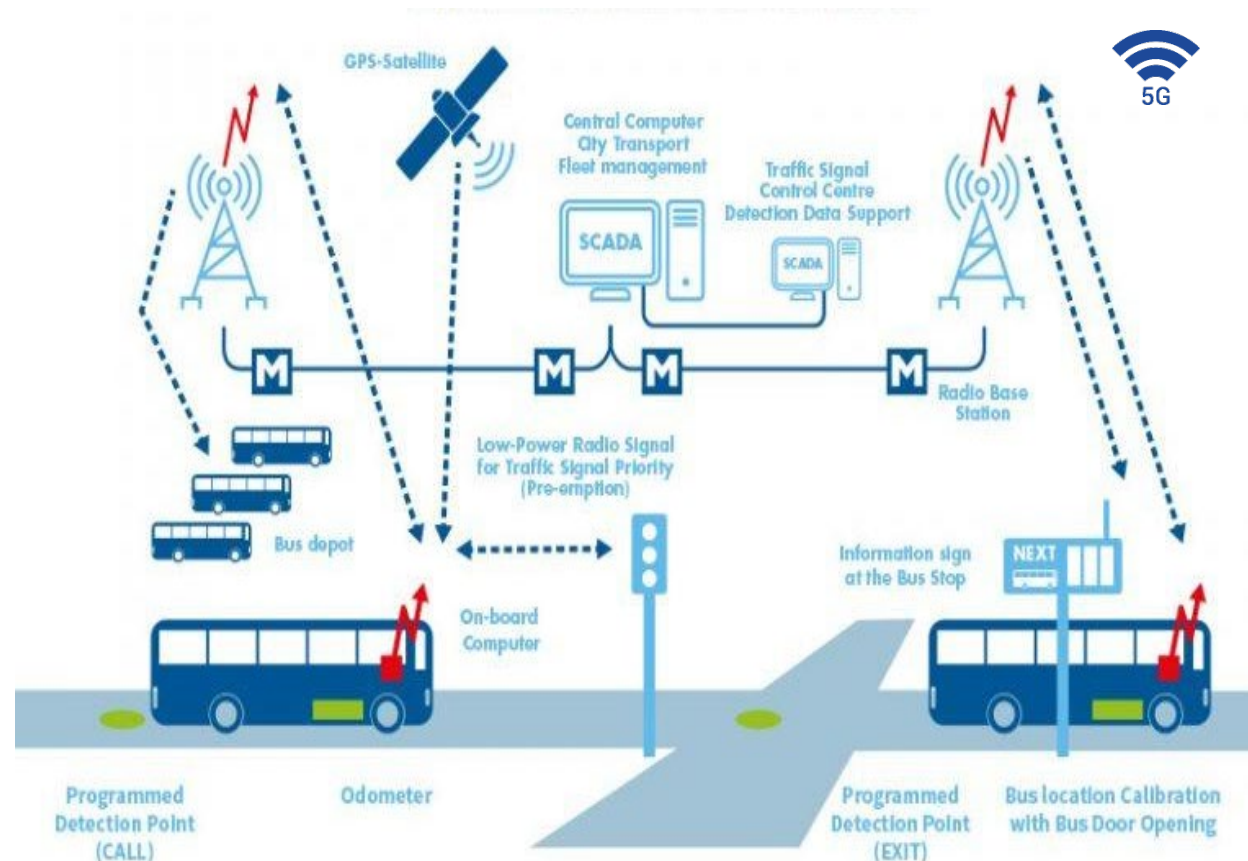 GPS-Satellite
5G
Central Computer
City Transport
Fleet management
Traffic Signal
Control Centre
Detection Data Support
SCADA
SCADA
M
M
M
M
Radio Base
Station
Low-Power Radio Signal
for Traffic Signal Priority
(Pre-emption)
Bus depot
Information sign
at the Bus Stop
NEXT
On-board
Computer
Programmed
Detection Point
(CALL)
Odometer
Programmed
Detection Point
(EXIT)
Bus location Calibration
with Bus Door Opening